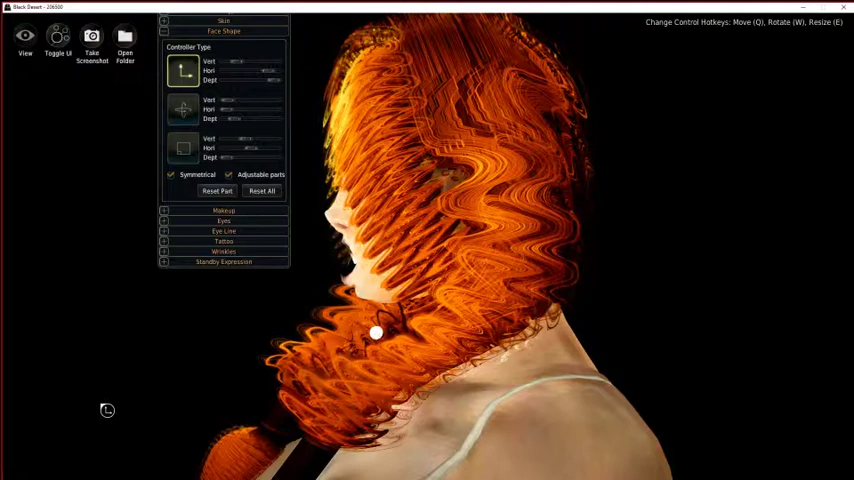 Black Desert - 206500
Change Control Hotkeys: Move (Q), Rotate (W), Resize (E)
View
Toggle UI
Take Screenshot
Open Folder
Skin
Face Shape
Controller Type
Vert
Hori
Dept
Vert
Hori
Dept
Vert
Hori
Dept
Symmetrical
Adjustable parts
Reset Part
Reset All
Makeup
Eyes
Eye Line
Tattoo
Wrinkles
Standby Expression